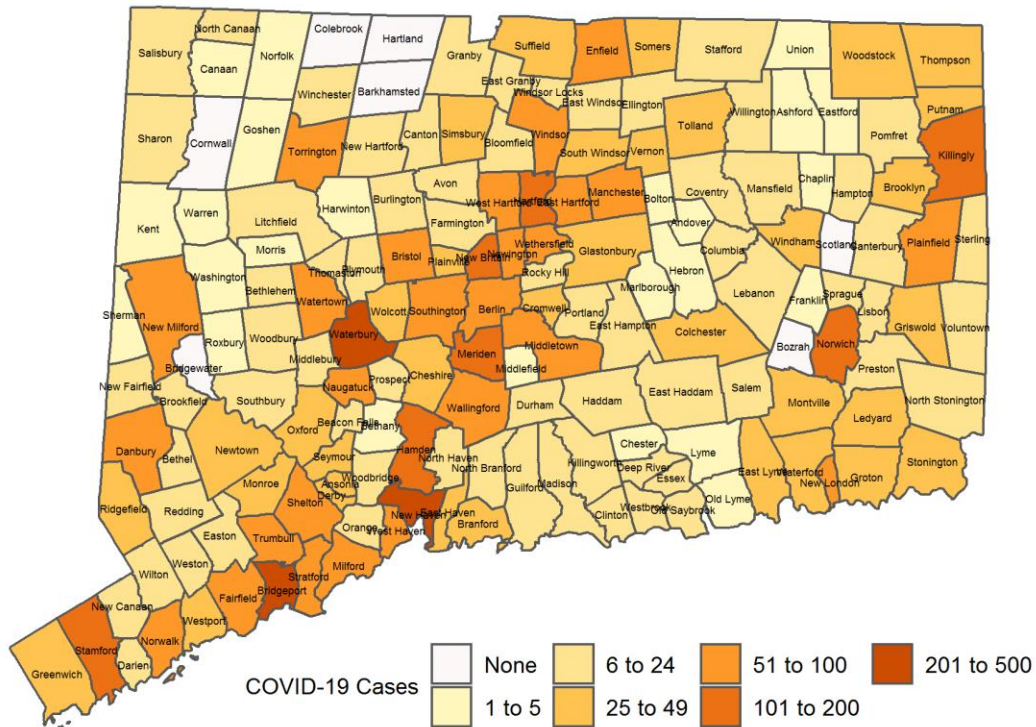 Colebrook
Hartland
North Canaan
Salisbury
Canaan
Norfolk
Granby
Suffield
Enfield
Somers
Stafford
Union
Woodstock
Thompson
East Granby
Windsor Locks
Winchester
Barkhamsted
East Windsor
Ellington
Willington
Ashford
Eastford
Putnam
Sharon
Cornwall
Goshen
Torrington
New Hartford
Canton
Simsbury
Bloomfield
Windsor
South Windsor
Vernon
Tolland
Pomfret
Killingly
Kent
Warren
Litchfield
Harwinton
Burlington
Avon
Farmington
West Hartford
Hartford
East Hartford
Manchester
Bolton
Andover
Coventry
Mansfield
Chaplin
Hampton
Brooklyn
Washington
Morris
Bethlehem
Thomaston
Plymouth
Bristol
Plainville
New Britain
Newington
Wethersfield
Rocky Hill
Glastonbury
Marlborough
Hebron
Columbia
Windham
Scotland
Canterbury
Plainfield
Sterling
Sherman
New Milford
Roxbury
Woodbury
Watertown
Waterbury
Wolcott
Southington
Berlin
Cromwell
Portland
East Hampton
Colchester
Lebanon
Franklin
Sprague
Lisbon
Griswold
Voluntown
Bridgewater
Middlebury
Meriden
Middletown
Middlefield
Bozrah
Norwich
Preston
New Fairfield
Brookfield
Southbury
Naugatuck
Prospect
Cheshire
Wallingford
Durham
Haddam
East Haddam
Salem
Montville
Ledyard
North Stonington
Danbury
Bethel
Newtown
Oxford
Beacon Falls
Bethany
Hamden
North Haven
North Branford
Guilford
Madison
Killingworth
Chester
Deep River
Essex
Lyme
East Lyme
Waterford
New London
Groton
Stonington
Ridgefield
Redding
Monroe
Seymour
Ansonia
Derby
Woodbridge
Shelton
Orange
New Haven
East Haven
West Haven
Branford
Clinton
Westbrook
Old Saybrook
Old Lyme
Easton
Trumbull
Wilton
Weston
Stratford
Milford
Bridgeport
Fairfield
New Canaan
Westport
Norwalk
Greenwich
Stamford
Darien
COVID-19 Cases
None
6 to 24
51 to 100
201 to 500
1 to 5
25 to 49
101 to 200